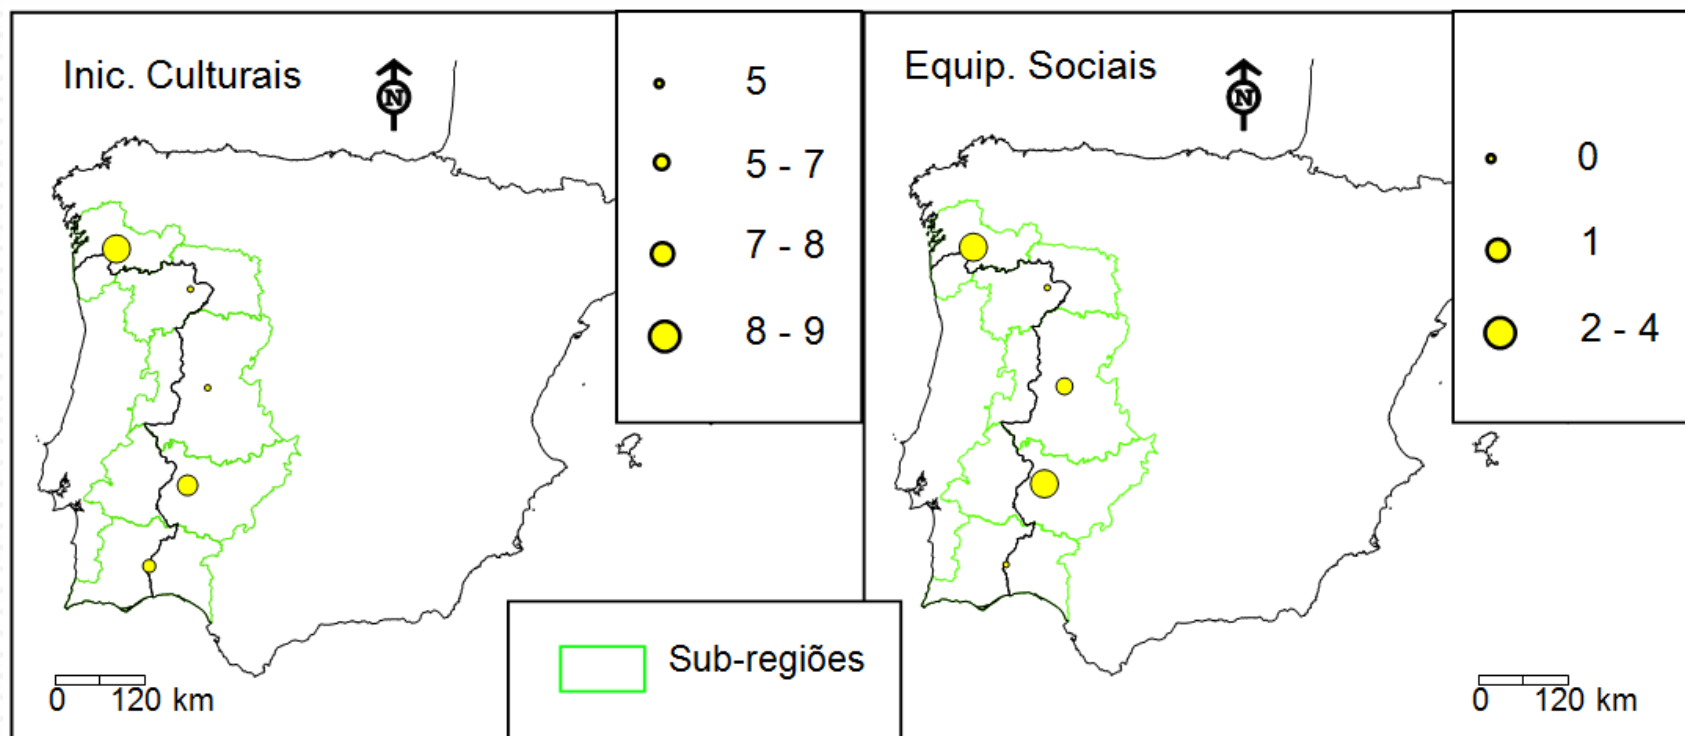 Inic. Culturais
N
5
5 - 7
7 - 8
8 - 9
0 120 km
Equip. Sociais
N
0
1
2 - 4
0 120 km
Sub-regiões